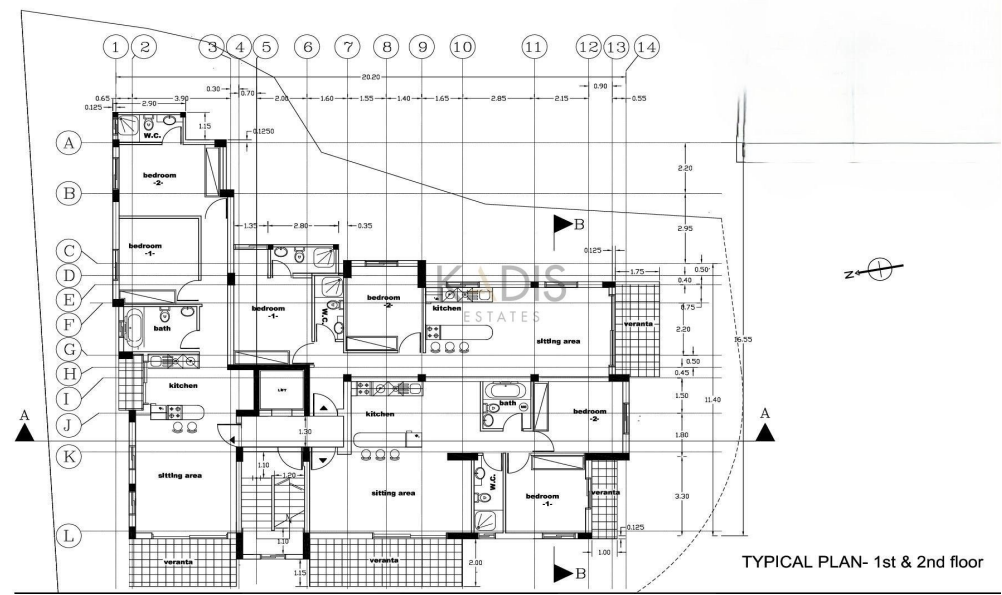 1 2 3 4 5 6 7 8 9 10 11 12 13 14
20.20
0.30
0.90
0.65 3.90 0.70 2.00 1.60 1.55 1.40 1.65 2.85 2.15 0.55
2.90
0.125
1.15
0.1250
W.C.
A
bedroom
-2-
2.20
B
1.35 2.80 0.35
B
2.95
bedroom
-1-
0.125
C
0.50
D
1.75
0.40
E
KADIS
ESTATES
N
0.75
F
bedroom
-1-
W.C.
bedroom
-2-
kitchen
sitting area
veranta
bath
2.20
16.55
G
0.50
H
0.45
I
kitchen
LIFT
kitchen
bath
1.50
11.40
A
J
bedroom
-2-
A
1.30
1.80
K
1.10
1.20
sitting area
sitting area
W.C.
bedroom
-1-
veranta
3.30
L
0.125
1.10
1.00
veranta
1.15
veranta
2.00
B
TYPICAL PLAN- 1st & 2nd floor